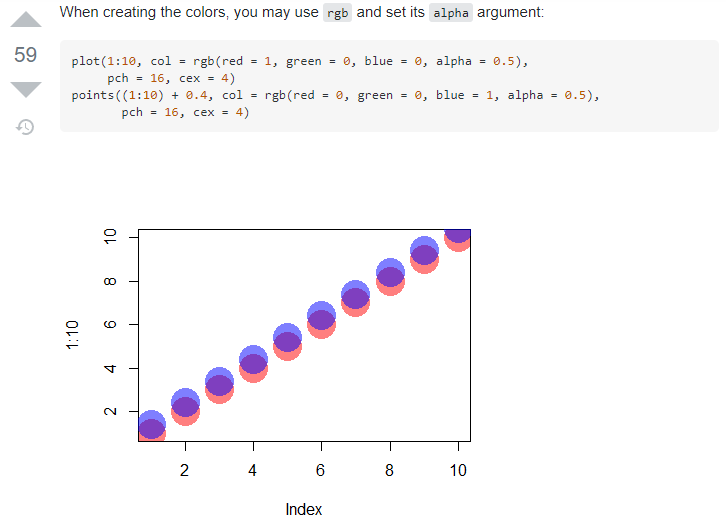 When creating the colors, you may use rgb and set its alpha argument:
59
plot(1:10, col = rgb(red = 1, green = 0, blue = 0, alpha = 0.5),
     pch = 16, cex = 4)
points((1:10) + 0.4, col = rgb(red = 0, green = 0, blue = 1, alpha = 0.5),
       pch = 16, cex = 4)
10
8
6
4
2
1:10
2 4 6 8 10
Index